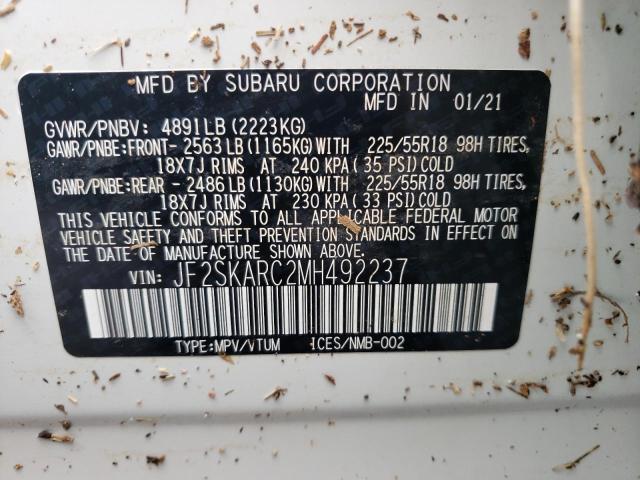 MFD BY SUBARU CORPORATION
MFD IN 01/21
GVWR/PNBV: 4891LB(2223KG)
GAWR/PNBE:FRONT- 2563LB(1165KG)WITH 225/55R18 98H TIRES,
18X7J RIMS AT 240 KPA(35 PSI)COLD
GAWR/PNBE:REAR - 2486LB(1130KG)WITH 225/55R18 98H TIRES,
18X7J RIMS AT 230 KPA(33 PSI)COLD
THIS VEHICLE CONFORMS TO ALL APPLICABLE FEDERAL MOTOR
VEHICLE SAFETY AND THEFT PREVENTION STANDARDS IN EFFECT ON
THE DATE OF MANUFACTURE SHOWN ABOVE.
VIN: JF2SKARC2MH492237
TYPE:MPV/VTUM ICES/NMB-002